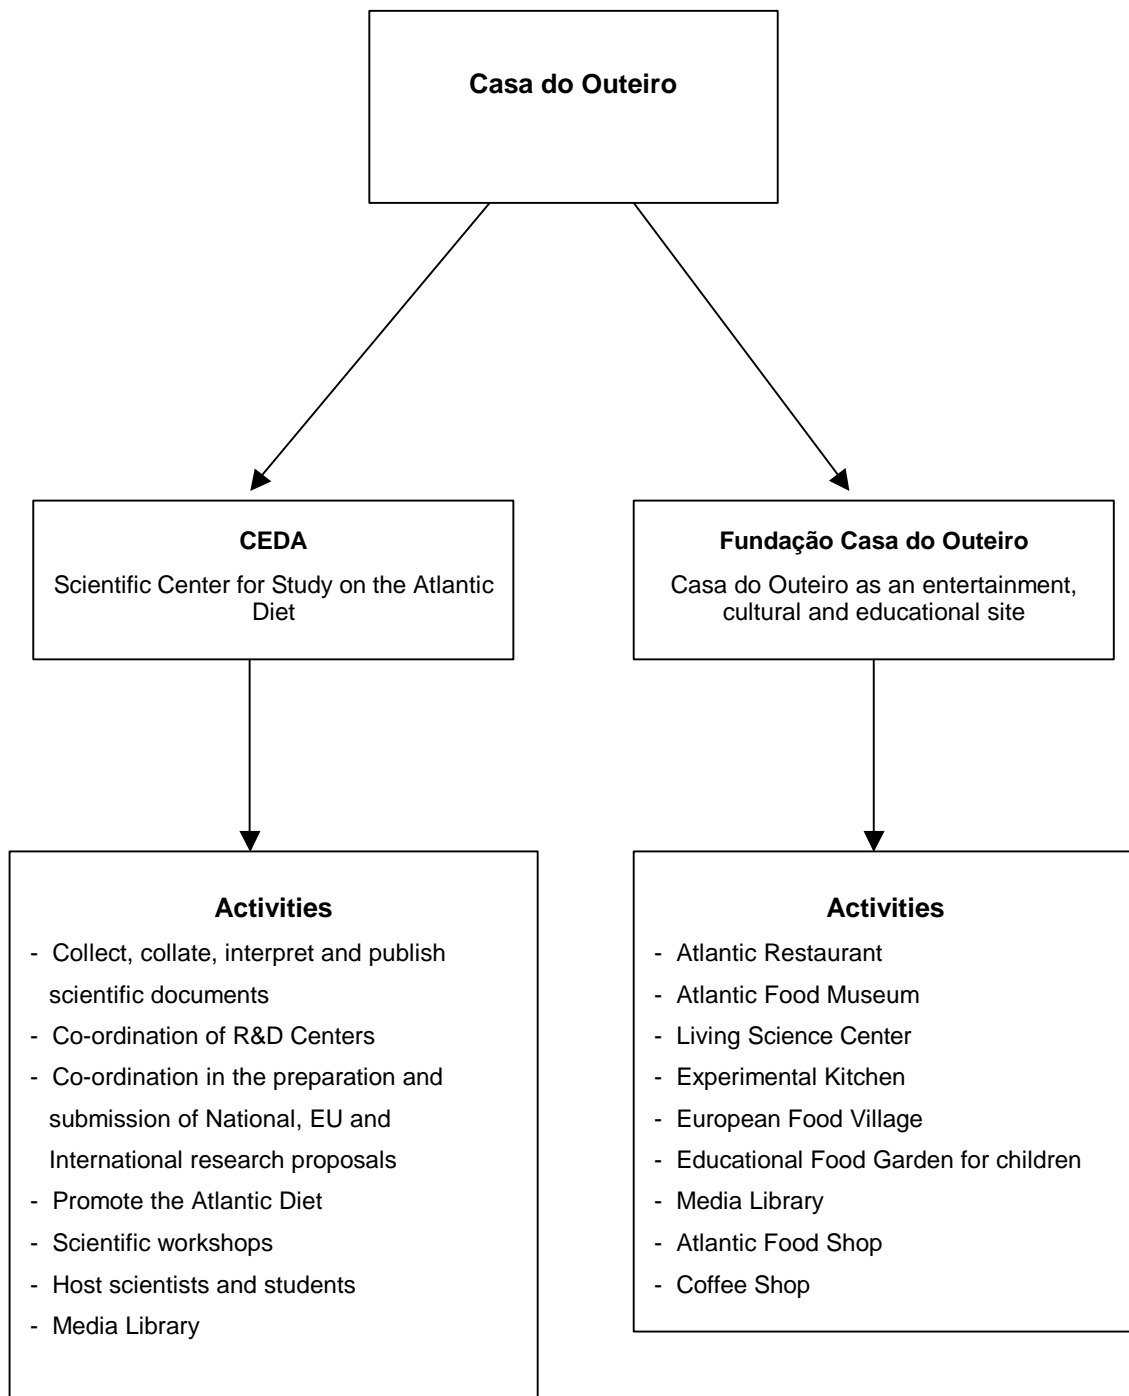 Casa do Outeiro
CEDA
Scientific Center for Study on the Atlantic
Diet
Fundação Casa do Outeiro
Casa do Outeiro as an entertainment,
cultural and educational site
Activities
- Collect, collate, interpret and publish
scientific documents
- Co-ordination of R&D Centers
- Co-ordination in the preparation and
submission of National, EU and
International research proposals
- Promote the Atlantic Diet
- Scientific workshops
- Host scientists and students
- Media Library
Activities
- Atlantic Restaurant
- Atlantic Food Museum
- Living Science Center
- Experimental Kitchen
- European Food Village
- Educational Food Garden for children
- Media Library
- Atlantic Food Shop
- Coffee Shop